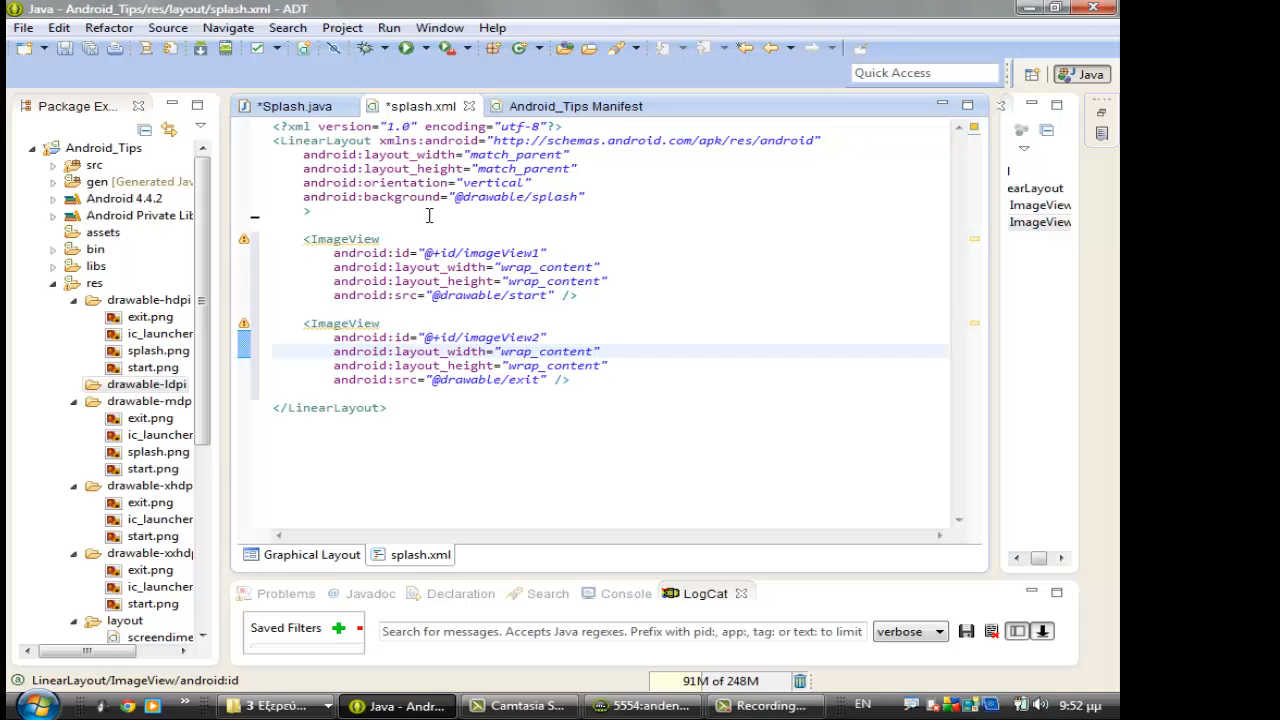 Java - Android_Tips/res/layout/splash.xml - ADT
File Edit Refactor Source Navigate Search Project Run Window Help
Quick Access
Java
Package Ex...
*Splash.java
*splash.xml
Android_Tips Manifest
Android_Tips
src
gen [Generated Jav
Android 4.4.2
Android Private Lib
assets
bin
libs
res
drawable-hdpi
exit.png
ic_launcher
splash.png
start.png
drawable-ldpi
drawable-mdp
exit.png
ic_launcher
splash.png
start.png
drawable-xhdp
exit.png
ic_launcher
start.png
drawable-xxhdp
exit.png
ic_launcher
start.png
layout
screendime
<?xml version="1.0" encoding="utf-8"?>
<LinearLayout xmlns:android="http://schemas.android.com/apk/res/android"
android:layout_width="match_parent"
android:layout_height="match_parent"
android:orientation="vertical"
android:background="@drawable/splash"
>
<ImageView
android:id="@+id/imageView1"
android:layout_width="wrap_content"
android:layout_height="wrap_content"
android:src="@drawable/start" />
<ImageView
android:id="@+id/imageView2"
android:layout_width="wrap_content"
android:layout_height="wrap_content"
android:src="@drawable/exit" />
</LinearLayout>
earLayout
ImageView
ImageView
Graphical Layout
splash.xml
Problems @ Javadoc Declaration Search Console LogCat
Saved Filters
Search for messages. Accepts Java regexes. Prefix with pid:, app:, tag: or text: to limit
verbose
LinearLayout/ImageView/android:id
91M of 248M
3 Εξερεύ...
Java - Andr...
Camtasia S...
5554:anden...
Recording...
EN
9:52 μμ